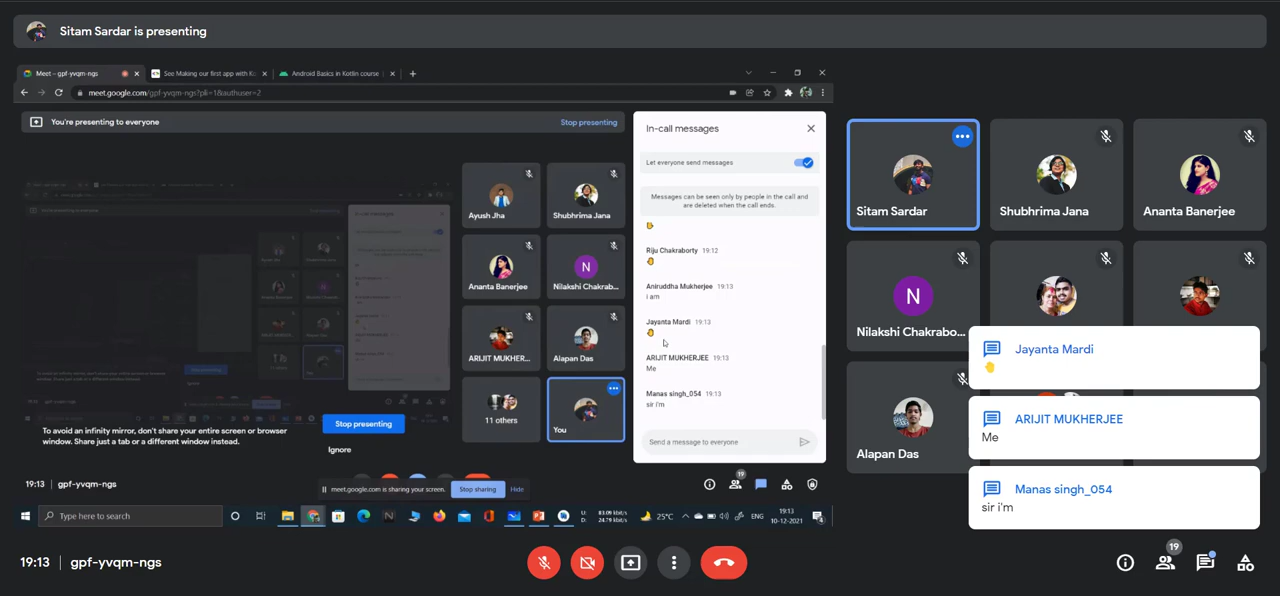 Sitam Sardar is presenting
Meet – gpf-yvqm-ngs
See Making our first app with Ko
Android Basics in Kotlin course
meet.google.com/gpf-yvqm-ngs?pli=1&authuser=2
You're presenting to everyone
Stop presenting
Ayush Jha
Shubhrima Jana
Ananta Banerjee
Nilakshi Chakrab...
ARIJIT MUKHER...
Alapan Das
11 others
You
To avoid an infinity mirror, don't share your entire screen or browser
window. Share just a tab or a different window instead.
Stop presenting
Ignore
In-call messages
Let everyone send messages
Messages can be seen only by people in the call and
are deleted when the call ends.
Riju Chakraborty 19:12
Aniruddha Mukherjee 19:13
i am
Jayanta Mardi 19:13
ARIJIT MUKHERJEE 19:13
Me
Manas singh_054 19:13
sir i'm
Send a message to everyone
19:13 gpf-yvqm-ngs
19
meet.google.com is sharing your screen.
Stop sharing
Hide
Type here to search
U: 83.09 kbit/s
D: 24.79 kbit/s
25°C
ENG
19:13
10-12-2021
4
Sitam Sardar
Shubhrima Jana
Ananta Banerjee
N
Nilakshi Chakrabo...
Alapan Das
Jayanta Mardi
ARIJIT MUKHERJEE
Me
Manas singh_054
sir i'm
19:13 gpf-yvqm-ngs
19